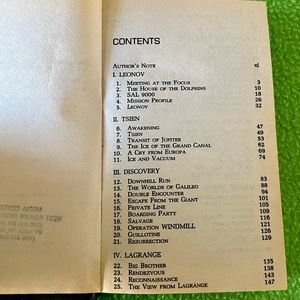 CONTENTS
AUTHOR'S NOTE xi
I. LEONOV
1. MEETING AT THE FOCUS 3
2. THE HOUSE OF THE DOLPHINS 10
3. SAL 9000 18
4. MISSION PROFILE 26
5. LEONOV 32
II. TSIEN
6. AWAKENING 47
7. TSIEN 49
8. TRANSIT OF JUPITER 53
9. THE ICE OF THE GRAND CANAL 62
10. A CRY FROM EUROPA 67
11. ICE AND VACUUM 74
III. DISCOVERY
12. DOWNHILL RUN 83
13. THE WORLDS OF GALILEO 88
14. DOUBLE ENCOUNTER 94
15. ESCAPE FROM THE GIANT 101
16. PRIVATE LINE 105
17. BOARDING PARTY 109
18. SALVAGE 116
19. OPERATION WINDMILL 121
20. GUILLOTINE 126
21. RESURRECTION 129
IV. LAGRANGE
22. BIG BROTHER 135
23. RENDEZVOUS 138
24. RECONNAISSANCE 143
25. THE VIEW FROM LAGRANGE 147
MEDIA CENTER